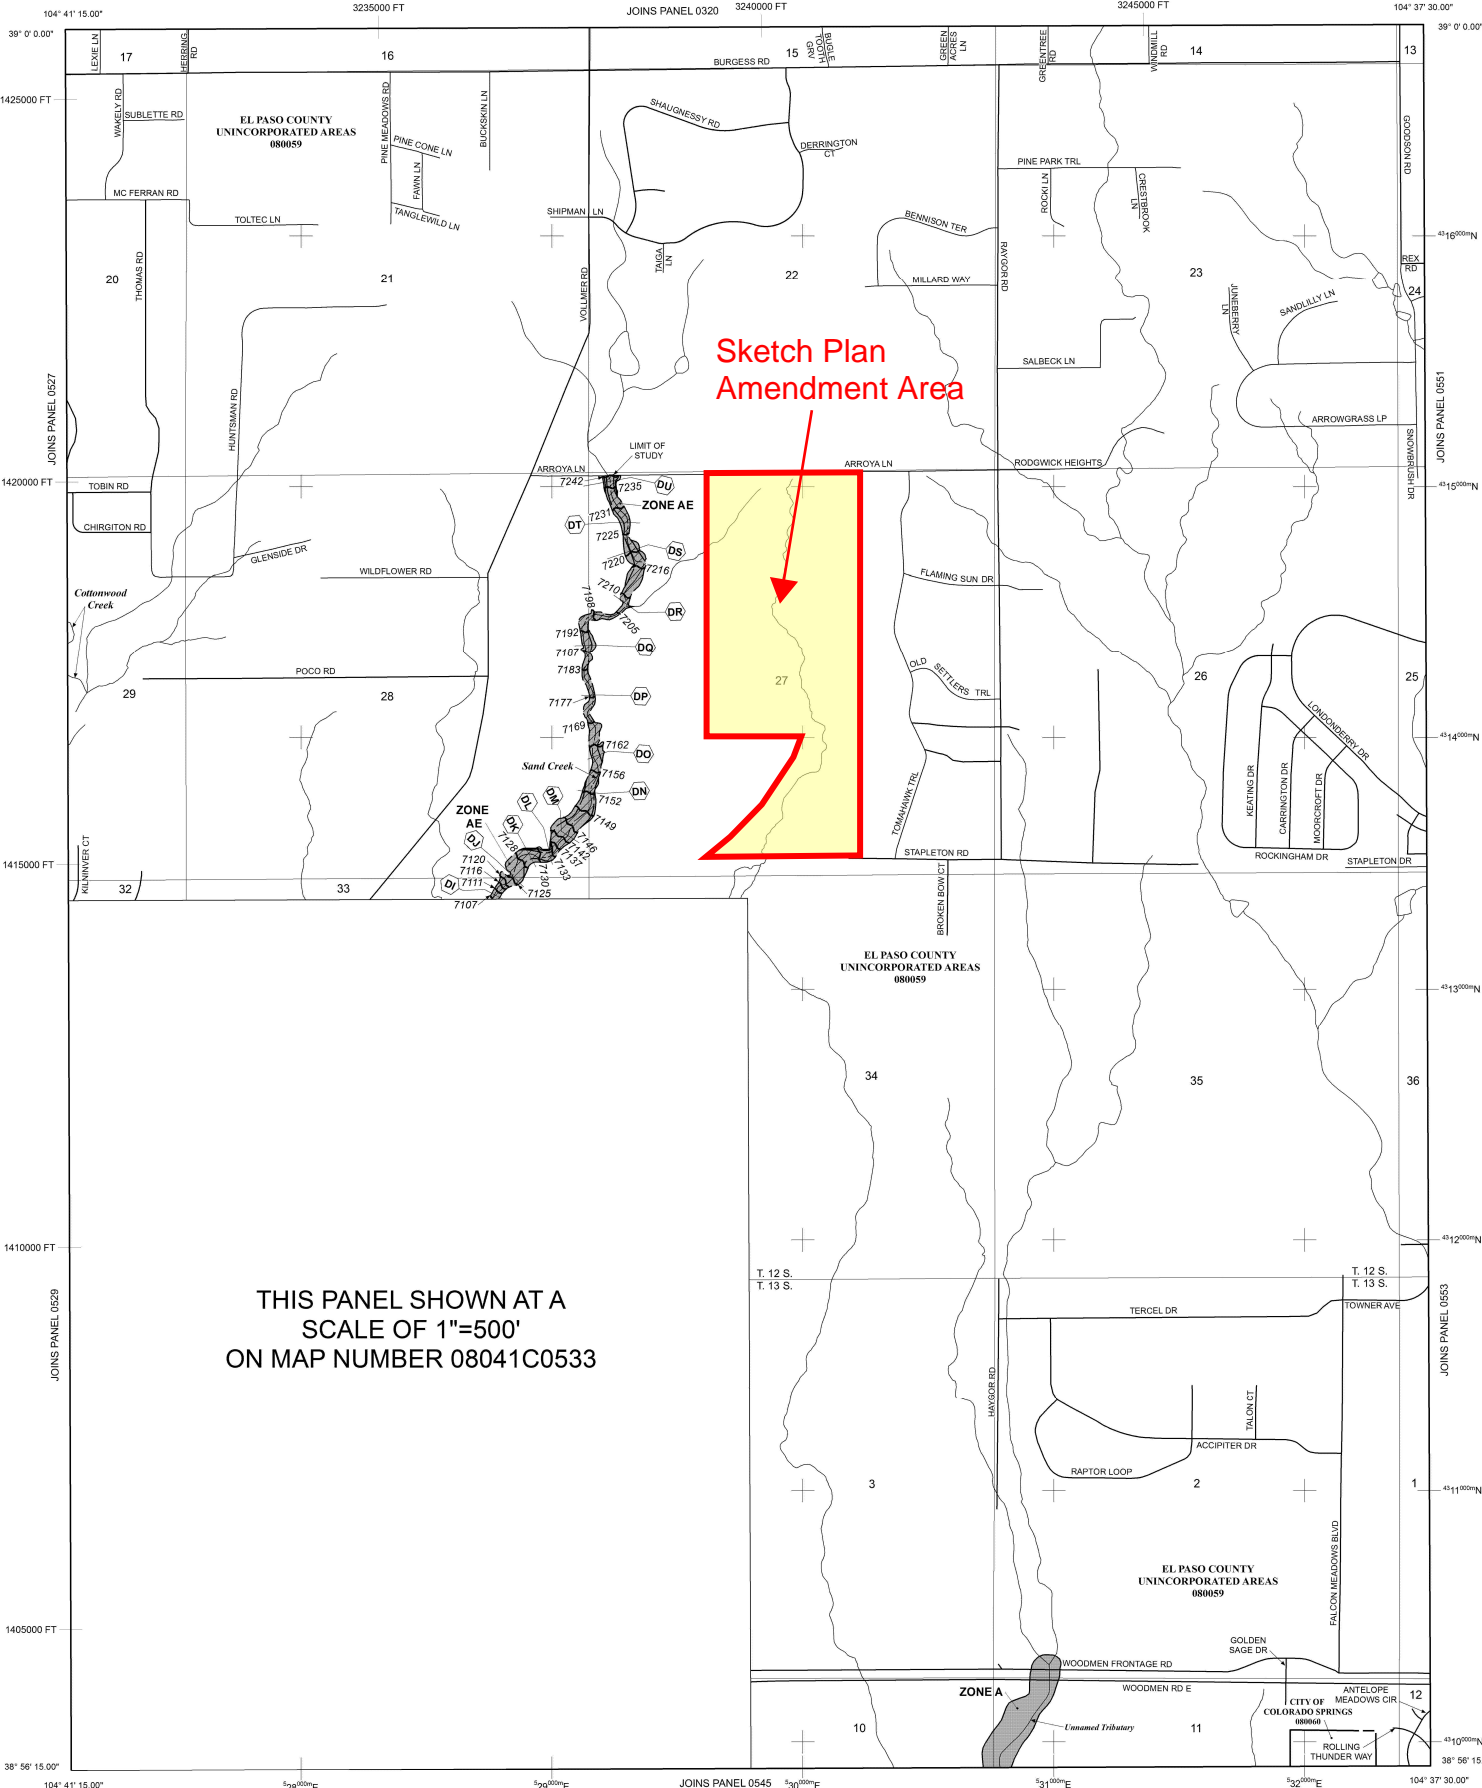 104° 41' 15.00"
3235000 FT
JOINS PANEL 0320
3240000 FT
3245000 FT
104° 37' 30.00"
39° 0' 0.00"
39° 0' 0.00"
LEXIE LN
17
HERRING
RD
16
15
BUGLE
TOOTH
GRV
GREEN
ACRES
LN
GREENTREE
RD
WINDMILL
RD
14
13
BURGESS RD
1425000 FT
WAKELY RD
SUBLETTE RD
EL PASO COUNTY
UNINCORPORATED AREAS
080059
PINE MEADOWS RD
BUCKSKIN LN
PINE CONE LN
FAWN LN
TANGLEWILD LN
SHAUGNESSY RD
DERRINGTON
CT
PINE PARK TRL
ROCKI LN
CRESTBROOK
LN
GOODSON RD
MC FERRAN RD
TOLTEC LN
SHIPMAN LN
TAIGA
LN
BENNISON TER
RAYGOR RD
MILLARD WAY
4316000mN
REX
RD
24
20
THOMAS RD
21
VOLLMER RD
22
23
JUNEBERRY
LN
SANDLILLY LN
Sketch Plan
Amendment Area
SALBECK LN
JOINS PANEL 0527
JOINS PANEL 0551
HUNTSMAN RD
ARROWGRASS LP
SNOWBRUSH DR
LIMIT OF
STUDY
ARROYA LN
ARROYA LN
RODGWICK HEIGHTS
1420000 FT
4315000mN
TOBIN RD
CHIRGITON RD
GLENSIDE DR
WILDFLOWER RD
7242
7235
DU
ZONE AE
7231
DT
7225
DS
7220
7216
7210
DR
7198
7205
7192
DQ
7107
7183
FLAMING SUN DR
Cottonwood
Creek
POCO RD
29
28
27
OLD SETTLERS TRL
26
25
7177
DP
7169
7162
DO
Sand Creek
7156
7152
DN
4314000mN
LONDONDERRY DR
KEATING DR
CARRINGTON DR
MOORCROFT DR
TOMAHAWK TRL
ZONE
AE
DM
DL
DK
DJ
7149
7146
7142
7137
7133
7130
7128
7125
7120
7116
7111
DI
7107
STAPLETON RD
ROCKINGHAM DR
STAPLETON DR
1415000 FT
KILNINVER CT
32
33
BROKEN BOW CT
EL PASO COUNTY
UNINCORPORATED AREAS
080059
4313000mN
34
35
36
1410000 FT
4312000mN
T. 12 S.
T. 13 S.
T. 12 S.
T. 13 S.
THIS PANEL SHOWN AT A
SCALE OF 1"=500'
ON MAP NUMBER 08041C0533
TERCEL DR
TOWNER AVE
JOINS PANEL 0529
JOINS PANEL 0553
HAYGOR RD
TALON CT
ACCIPITER DR
RAPTOR LOOP
3
2
1
4311000mN
FALCON MEADOWS BLVD
EL PASO COUNTY
UNINCORPORATED AREAS
080059
1405000 FT
GOLDEN
SAGE DR
WOODMEN FRONTAGE RD
WOODMEN RD E
ZONE A
Unnamed Tributary
10
11
12
ANTELOPE
MEADOWS CIR
CITY OF
COLORADO SPRINGS
080060
ROLLING
THUNDER WAY
4310000mN
38° 56' 15.00"
38° 56' 15
104° 41' 15.00"
528000mE
529000mE
JOINS PANEL 0545
530000mE
531000mE
532000mE
104° 37' 30.00"